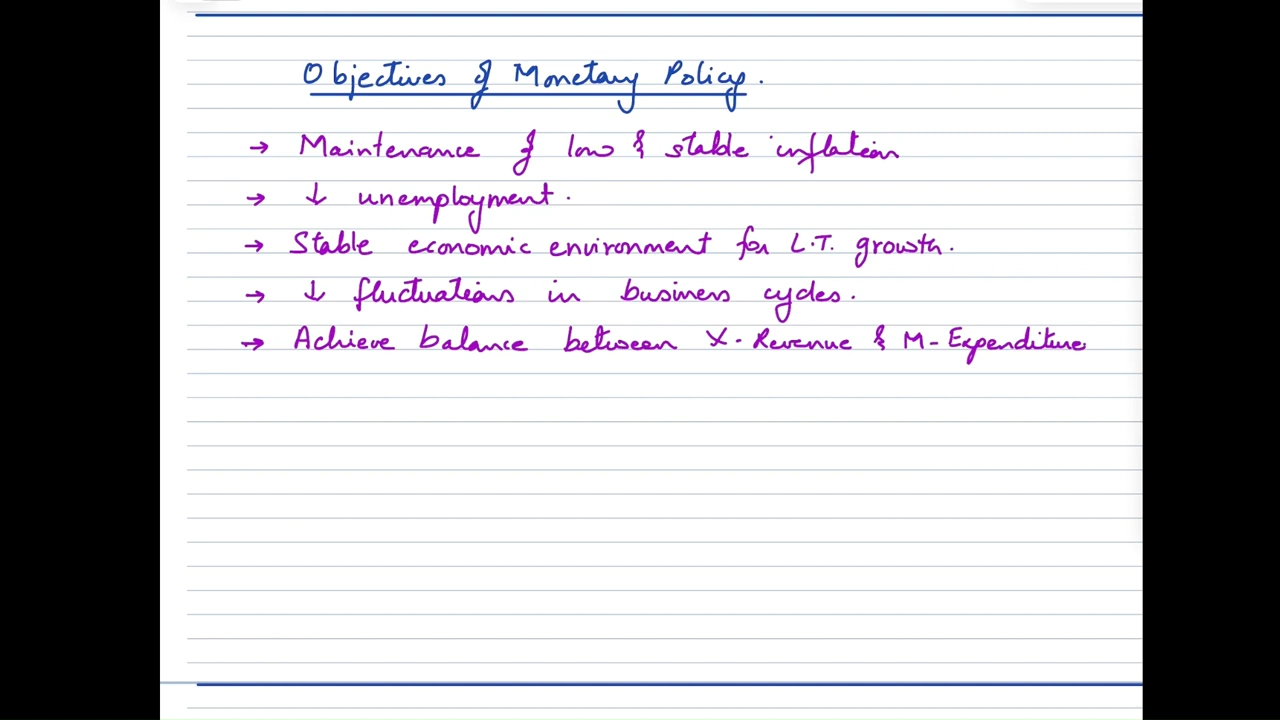 Objectives of Monetary Policy.
→ Maintenance of low & stable inflation
→ ↓ unemployment.
→ Stable economic environment for L.T. growth.
→ ↓ fluctuations in business cycles.
→ Achieve balance between X-Revenue & M-Expenditure